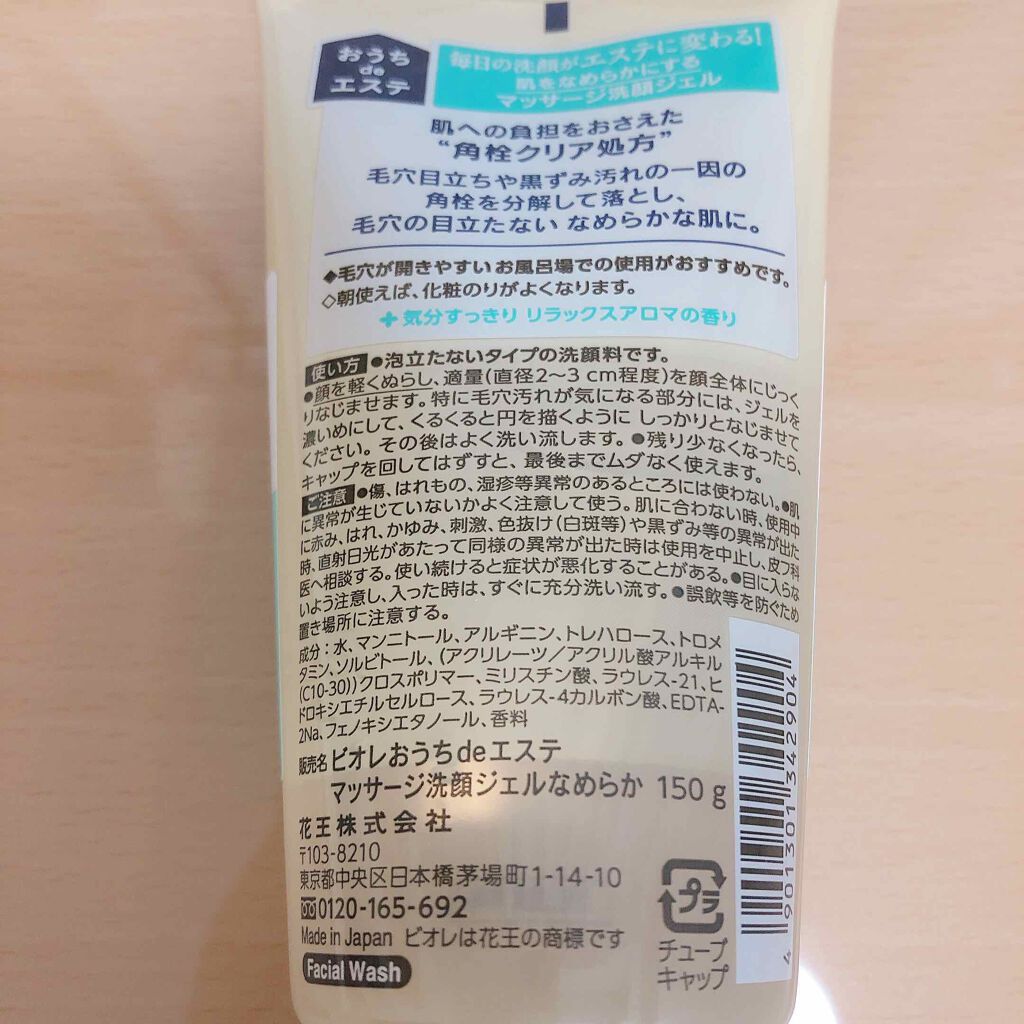 おうち
de
エステ
毎日の洗顔がエステに変わる!
肌をなめらかにする
マッサージ洗顔ジェル
肌への負担をおさえた
“角栓クリア処方”
毛穴目立ちや黒ずみ汚れの一因の
角栓を分解して落とし、
毛穴の目立たない なめらかな肌に。
◆毛穴が開きやすいお風呂場での使用がおすすめです。
◇朝使えば、化粧のりがよくなります。
+ 気分すっきり リラックスアロマの香り
使い方 ●泡立たないタイプの洗顔料です。
●顔を軽くぬらし、適量(直径2〜3 cm程度)を顔全体にじっく
りなじませます。特に毛穴汚れが気になる部分には、ジェルを
濃いめにして、くるくると円を描くように しっかりとなじませて
ください。その後はよく洗い流します。●残り少なくなったら、
キャップを回してはずすと、最後までムダなく使えます。
ご注意 ●傷、はれもの、湿疹等異常のあるところには使わない。●肌
に異常が生じていないかよく注意して使う。肌に合わない時、使用中
に赤み、はれ、かゆみ、刺激、色抜け(白斑等)や黒ずみ等の異常が出た
時、直射日光があたって同様の異常が出た時は使用を中止し、皮フ科
医へ相談する。使い続けると症状が悪化することがある。●目に入らな
いよう注意し、入った時は、すぐに充分洗い流す。●誤飲等を防ぐため
置き場所に注意する。
成分：水、マンニトール、アルギニン、トレハロース、トロメ
タミン、ソルビトール、(アクリレーツ／アクリル酸アルキル
(C10-30))クロスポリマー、ミリスチン酸、ラウレス-21、ヒ
ドロキシエチルセルロース、ラウレス-4カルボン酸、EDTA-
2Na、フェノキシエタノール、香料
販売名 ビオレおうちdeエステ
マッサージ洗顔ジェルなめらか 150 g
花王株式会社
〒103-8210
東京都中央区日本橋茅場町1-14-10
0120-165-692
Made in Japan ビオレは花王の商標です
Facial Wash
プラ
チューブ
キャップ
4 901301 342904